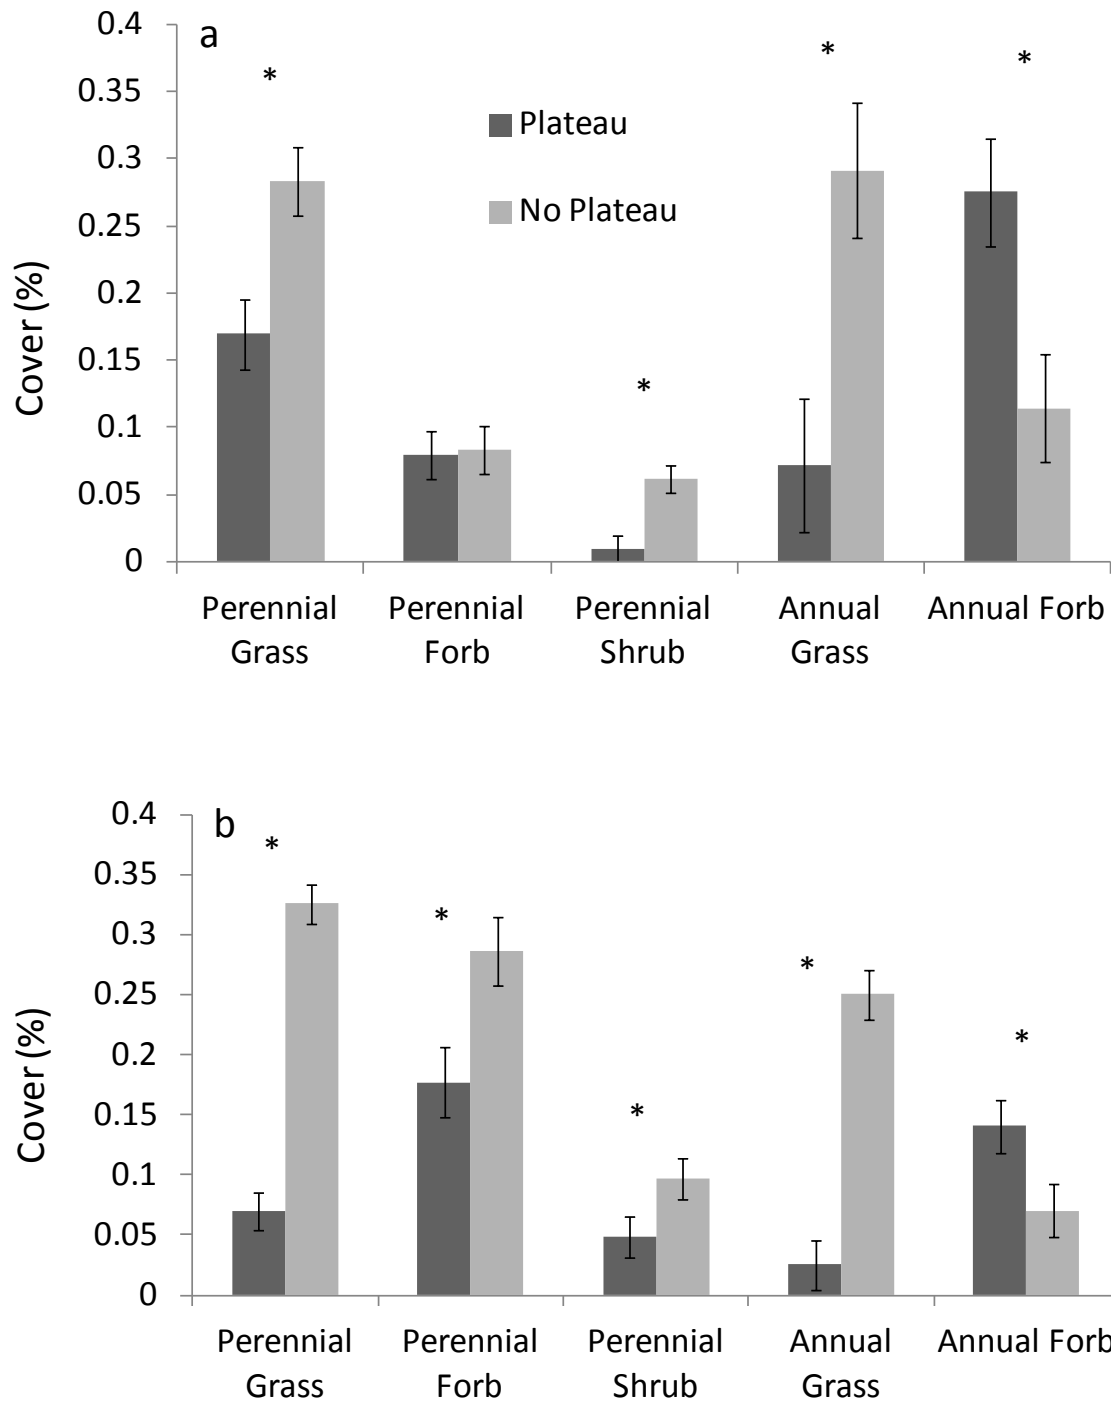 a
0.4
0.35
0.3
0.25
0.2
0.15
0.1
0.05
0
Cover (%)
*
*
*
*
Plateau
No Plateau
Perennial Grass
Perennial Forb
Perennial Shrub
Annual Grass
Annual Forb
b
0.4
0.35
0.3
0.25
0.2
0.15
0.1
0.05
0
Cover (%)
*
*
*
*
*
Perennial Grass
Perennial Forb
Perennial Shrub
Annual Grass
Annual Forb